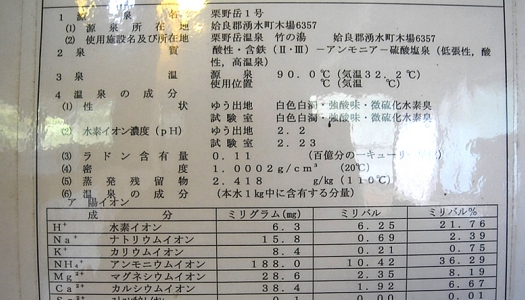 1 源泉名 栗野岳1号
(1) 源泉所在地 姶良郡湧水町木場6357
(2) 使用施設名及び所在地 栗野岳温泉 竹の湯 姶良郡湧水町木場6357
2 泉質 酸性・含鉄(Ⅱ・Ⅲ)-アンモニア-硫酸塩泉(低張性,酸
性,高温泉)
3 泉温 源泉 90.0℃(気温32.2℃)
使用位置 ℃(気温 ℃)
4 温泉の成分
(1) 性状 ゆう出地 白色白濁・強酸味・微硫化水素臭
試験室 白色白濁・強酸味・微硫化水素臭
(2) 水素イオン濃度(pH) ゆう出地 2.2
試験室 2.23
(3) ラドン含有量 0.11 (百億分の一キューリー
(4) 密度 1.0002g/cm³ (20℃)
(5) 蒸発残留物 2.418 g/kg(110℃)
(6) 温泉の成分 (本水1kg中に含有する分量)
ア 陽イオン
成分 ミリグラム(mg) ミリバル ミリバル%
H⁺ 水素イオン 6.3 6.25 21.76
Na⁺ ナトリウムイオン 15.8 0.69 2.39
K⁺ カリウムイオン 8.4 0.21 0.75
NH₄⁺ アンモニウムイオン 188.0 10.42 36.29
Mg²⁺ マグネシウムイオン 28.6 2.35 8.19
Ca²⁺ カルシウムイオン 38.4 1.92 6.67